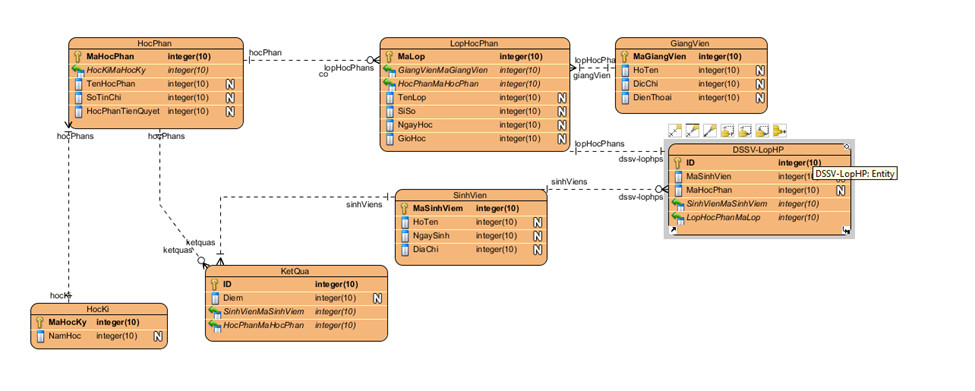 HocPhan
MaHocPhan integer(10)
HocKiMaHocKy integer(10)
TenHocPhan integer(10) N
SoTinChi integer(10) N
HocPhanTienQuyet integer(10) N
hocPhan
lopHocPhans
co
LopHocPhan
MaLop integer(10)
GiangVienMaGiangVien integer(10)
HocPhanMaHocPhan integer(10)
TenLop integer(10) N
SiSo integer(10) N
NgayHoc integer(10) N
GioHoc integer(10) N
lopHocPha
giangVien
GiangVien
MaGiangVien integer(10)
HoTen integer(10) N
DicChi integer(10) N
DienThoai integer(10) N
hocPhans
hocPhans
lopHocPhans
dssv-lophps
DSSV-LopHP
ID integer(10)
MaSinhVien integer(1
MaHocPhan integer(10) N
SinhVienMaSinhViem integer(10)
LopHocPhanMaLop integer(10)
DSSV-LopHP: Entity
sinhViens
dssv-lophps
SinhVien
MaSinhViem integer(10)
HoTen integer(10) N
NgaySinh integer(10) N
DiaChi integer(10) N
sinhViens
ketquas
ketquas
KetQua
ID integer(10)
Diem integer(10) N
SinhVienMaSinhViem integer(10)
HocPhanMaHocPhan integer(10)
hocKi
HocKi
MaHocKy integer(10)
NamHoc integer(10) N